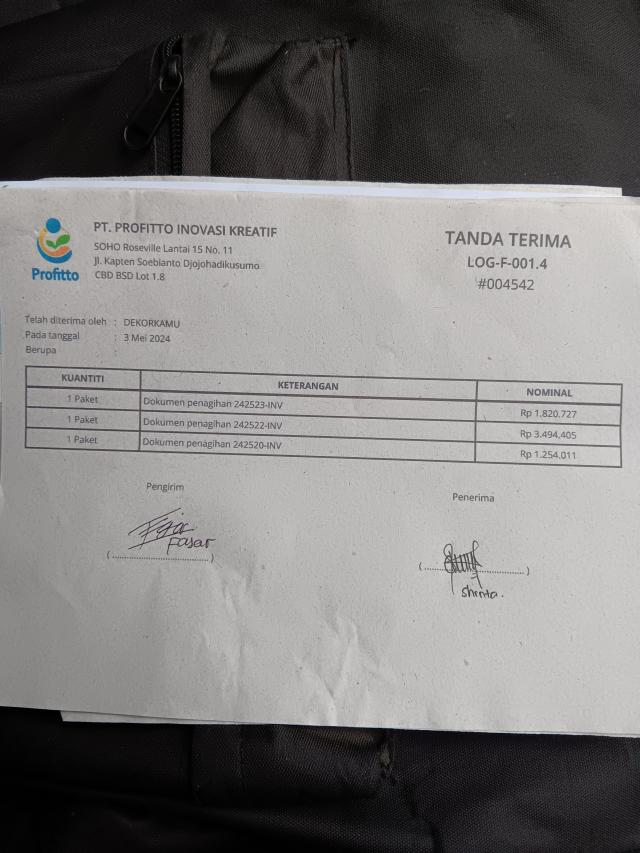 PT. PROFITTO INOVASI KREATIF
SOHO Roseville Lantai 15 No. 11
Jl. Kapten Soebianto Djojohadikusumo
CBD BSD Lot 1.8
Profitto
TANDA TERIMA
LOG-F-001.4
#004542
Telah diterima oleh : DEKORKAMU
Pada tanggal : 3 Mei 2024
Berupa :
KUANTITI KETERANGAN NOMINAL
1 Paket Dokumen penagihan 242523-INV Rp 1.820.727
1 Paket Dokumen penagihan 242522-INV Rp 3.494.405
1 Paket Dokumen penagihan 242520-INV Rp 1.254.011
Pengirim
Penerima
Fasar
(........................)
(........................)
Shinta.